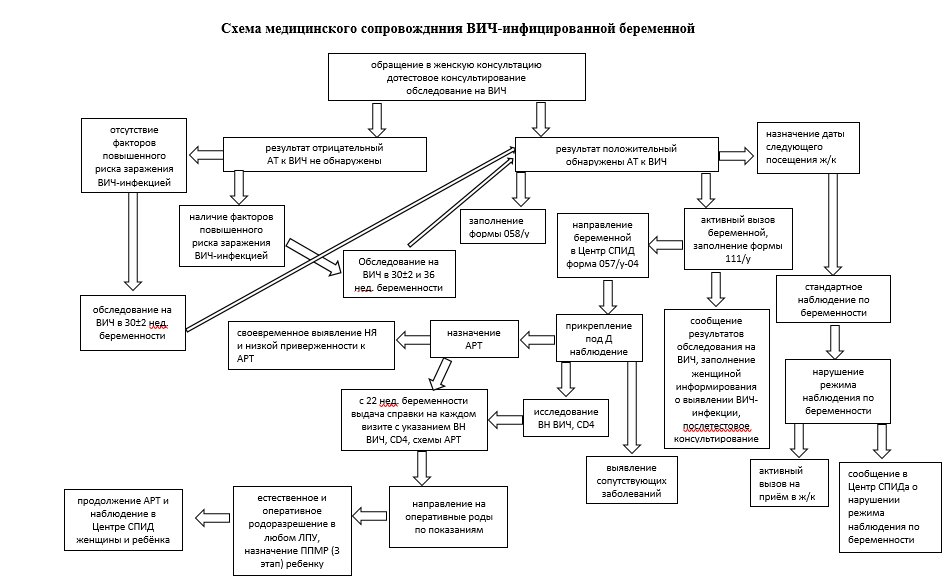 Схема медицинского сопровожднния ВИЧ-инфицированной беременной
обращение в женскую консультацию
дотестовое консультирование
обследование на ВИЧ
отсутствие
факторов
повышенного
риска заражения
ВИЧ-инфекцией
результат отрицательный
АТ к ВИЧ не обнаружены
результат положительный
обнаружены АТ к ВИЧ
назначение даты
следующего
посещения ж/к
наличие факторов
повышенного
риска заражения
ВИЧ-инфекцией
заполнение
формы 058/у
направление
беременной
в Центр СПИД
форма 057/у-04
активный вызов
беременной,
заполнение формы
111/у
Обследование на
ВИЧ в 30±2 и 36
нед. беременности
стандартное
наблюдение по
беременности
обследование на
ВИЧ в 30±2 нед.
беременности
своевременное выявление НЯ
и низкой приверженности к
АРТ
назначение
АРТ
прикрепление
под Д
наблюдение
сообщение
результатов
обследования на
ВИЧ, заполнение
женщиной
информирования
о выявлении ВИЧ-
инфекции,
послетестовое
консультирование
нарушение
режима
наблюдения по
беременности
с 22 нед. беременности
выдача справки на каждом
визите с указанием ВН
ВИЧ, CD4, схемы АРТ
исследование
ВН ВИЧ, CD4
выявление
сопутствующих
заболеваний
активный
вызов на
приём в ж/к
сообщение в
Центр СПИДа о
нарушении
режима
наблюдения по
беременности
продолжение АРТ и
наблюдение в
Центре СПИД
женщины и ребёнка
естественное и
оперативное
родоразрешение в
любом ЛПУ,
назначение ППМР (3
этап) ребенку
направление на
оперативные роды
по показаниям